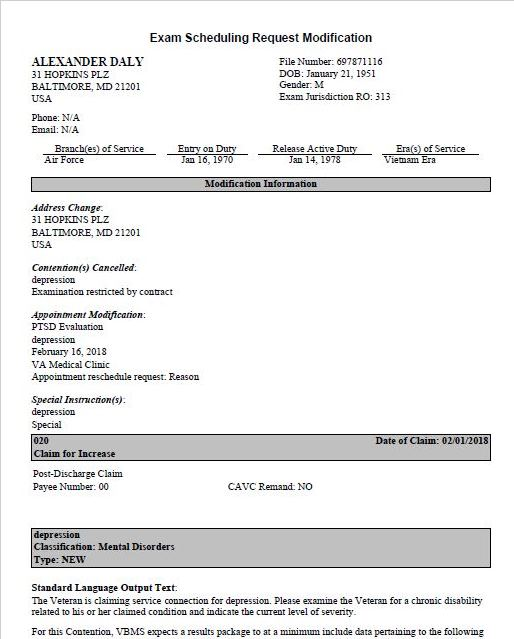 Exam Scheduling Request Modification
ALEXANDER DALY
31 HOPKINS PLZ
BALTIMORE, MD 21201
USA
File Number: 697871116
DOB: January 21, 1951
Gender: M
Exam Jurisdiction RO: 313
Phone: N/A
Email: N/A
Branch(es) of Service Entry on Duty Release Active Duty Era(s) of Service
Air Force Jan 16, 1970 Jan 14, 1978 Vietnam Era
Modification Information
Address Change:
31 HOPKINS PLZ
BALTIMORE, MD 21201
USA
Contention(s) Cancelled:
depression
Examination restricted by contract
Appointment Modification:
PTSD Evaluation
depression
February 16, 2018
VA Medical Clinic
Appointment reschedule request: Reason
Special Instruction(s):
depression
Special
020 Date of Claim: 02/01/2018
Claim for Increase
Post-Discharge Claim
Payee Number: 00 CAVC Remand: NO
depression
Classification: Mental Disorders
Type: NEW
Standard Language Output Text:
The Veteran is claiming service connection for depression. Please examine the Veteran for a chronic disability
related to his or her claimed condition and indicate the current level of severity.
For this Contention, VBMS expects a results package to at a minimum include data pertaining to the following